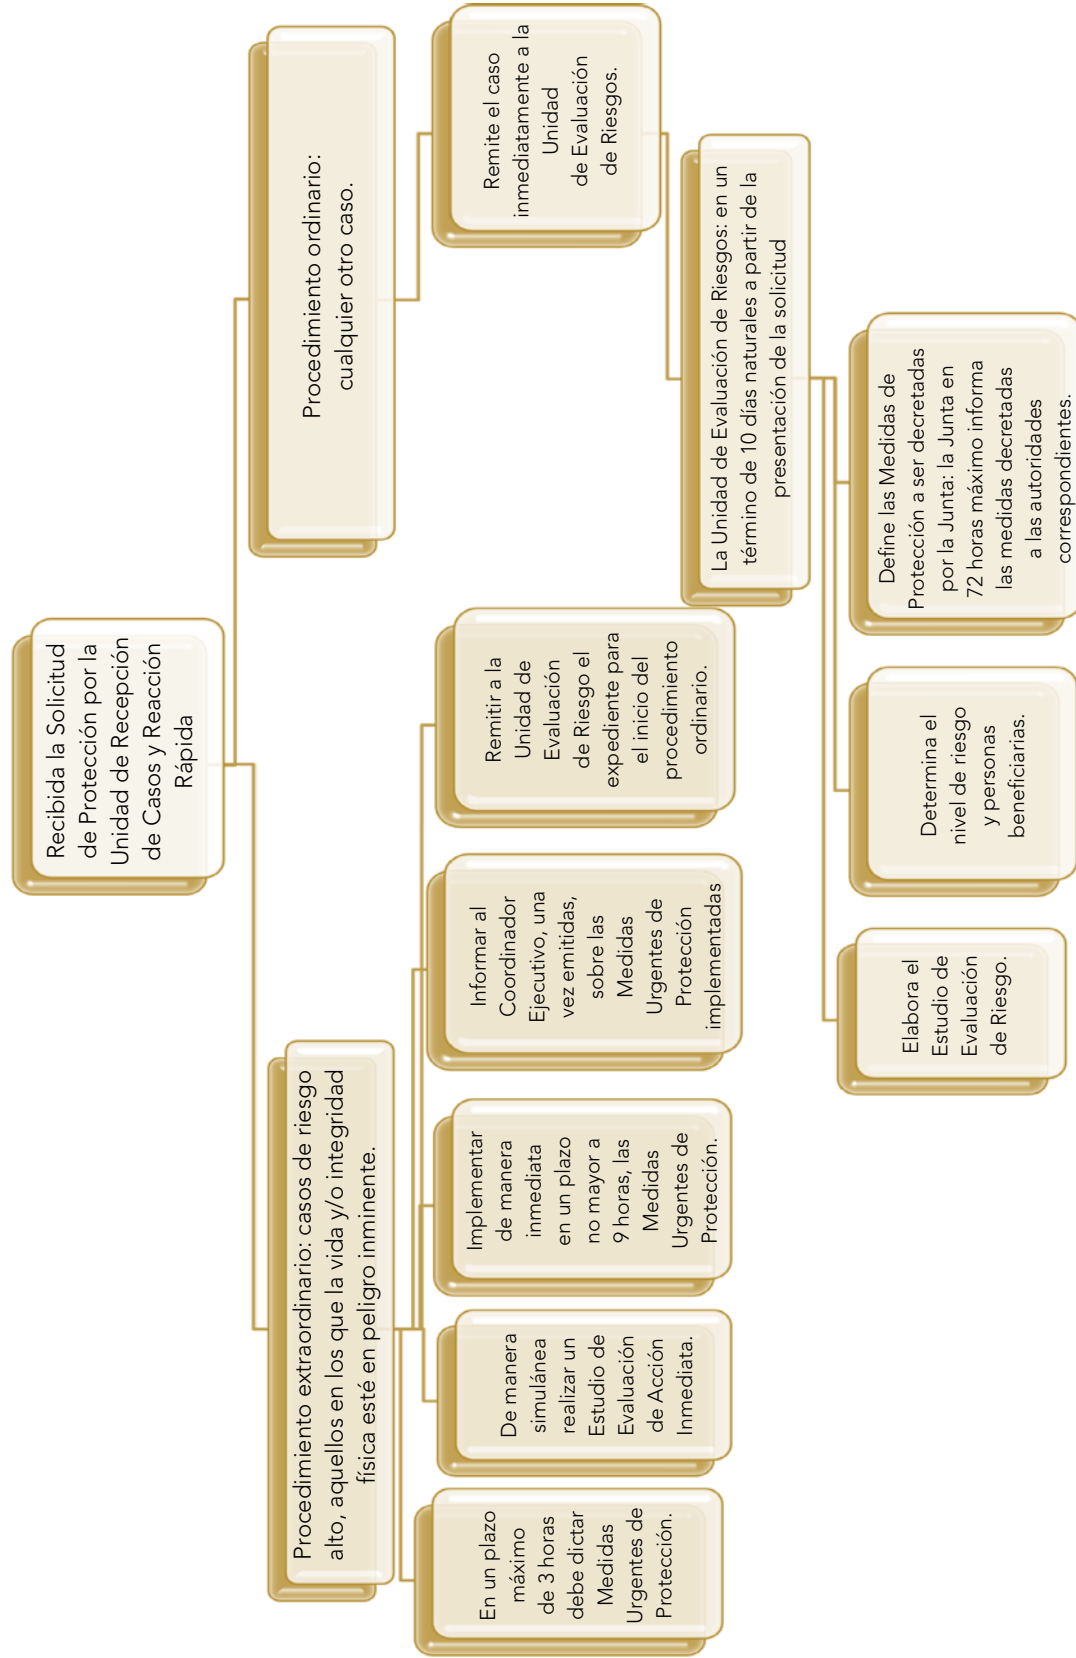 Recibida la Solicitud
de Protección por la
Unidad de Recepción
de Casos y Reacción
Rápida
Procedimiento extraordinario: casos de riesgo
alto, aquellos en los que la vida y/o integridad
física esté en peligro inminente.
En un plazo
máximo
de 3 horas
debe dictar
Medidas
Urgentes de
Protección.
De manera
simulánea
realizar un
Estudio de
Evaluación
de Acción
Inmediata.
Implementar
de manera
inmediata
en un plazo
no mayor a
9 horas, las
Medidas
Urgentes de
Protección.
Informar al
Coordinador
Ejecutivo, una
vez emitidas,
sobre las
Medidas
Urgentes de
Protección
implementadas
Remitir a la
Unidad de
Evaluación
de Riesgo el
expediente para
el inicio del
procedimiento
ordinario.
Procedimiento ordinario:
cualquier otro caso.
Remite el caso
inmediatamente a la
Unidad
de Evaluación
de Riesgos.
La Unidad de Evaluación de Riesgos: en un
término de 10 días naturales a partir de la
presentación de la solicitud
Elabora el
Estudio de
Evaluación
de Riesgo.
Determina el
nivel de riesgo
y personas
beneficiarias.
Define las Medidas de
Protección a ser decretadas
por la Junta: la Junta en
72 horas máximo informa
las medidas decretadas
a las autoridades
correspondientes.